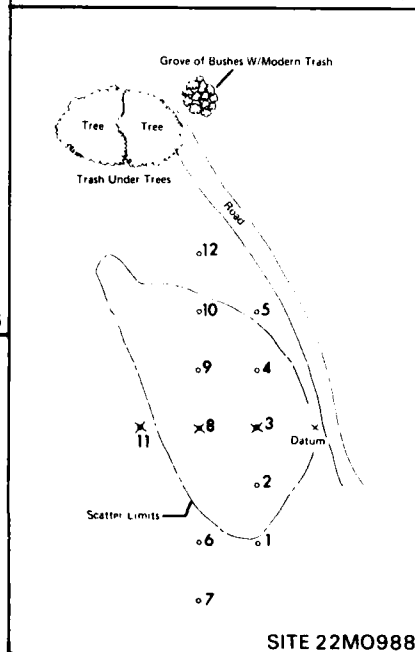 Grove of Bushes W/Modern Trash
Tree
Tree
Trash Under Trees
Road
12
10
5
9
4
11
8
3
Datum
2
Scatter Limits
6
1
7
SITE 22MO988